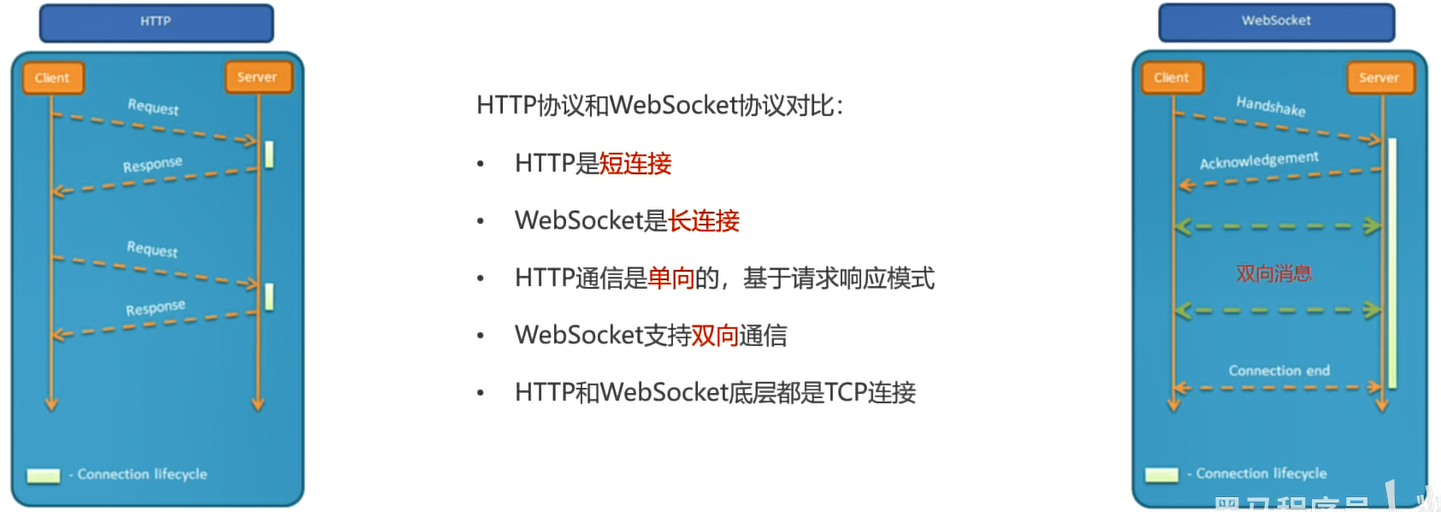 HTTP
Client
Server
Request
Response
Request
Response
- Connection lifecycle
HTTP协议和WebSocket协议对比：
• HTTP是短连接
• WebSocket是长连接
• HTTP通信是单向的，基于请求响应模式
• WebSocket支持双向通信
• HTTP和WebSocket底层都是TCP连接
WebSocket
Client
Server
Handshake
Acknowledgement
双向消息
Connection end
- Connection lifecycle